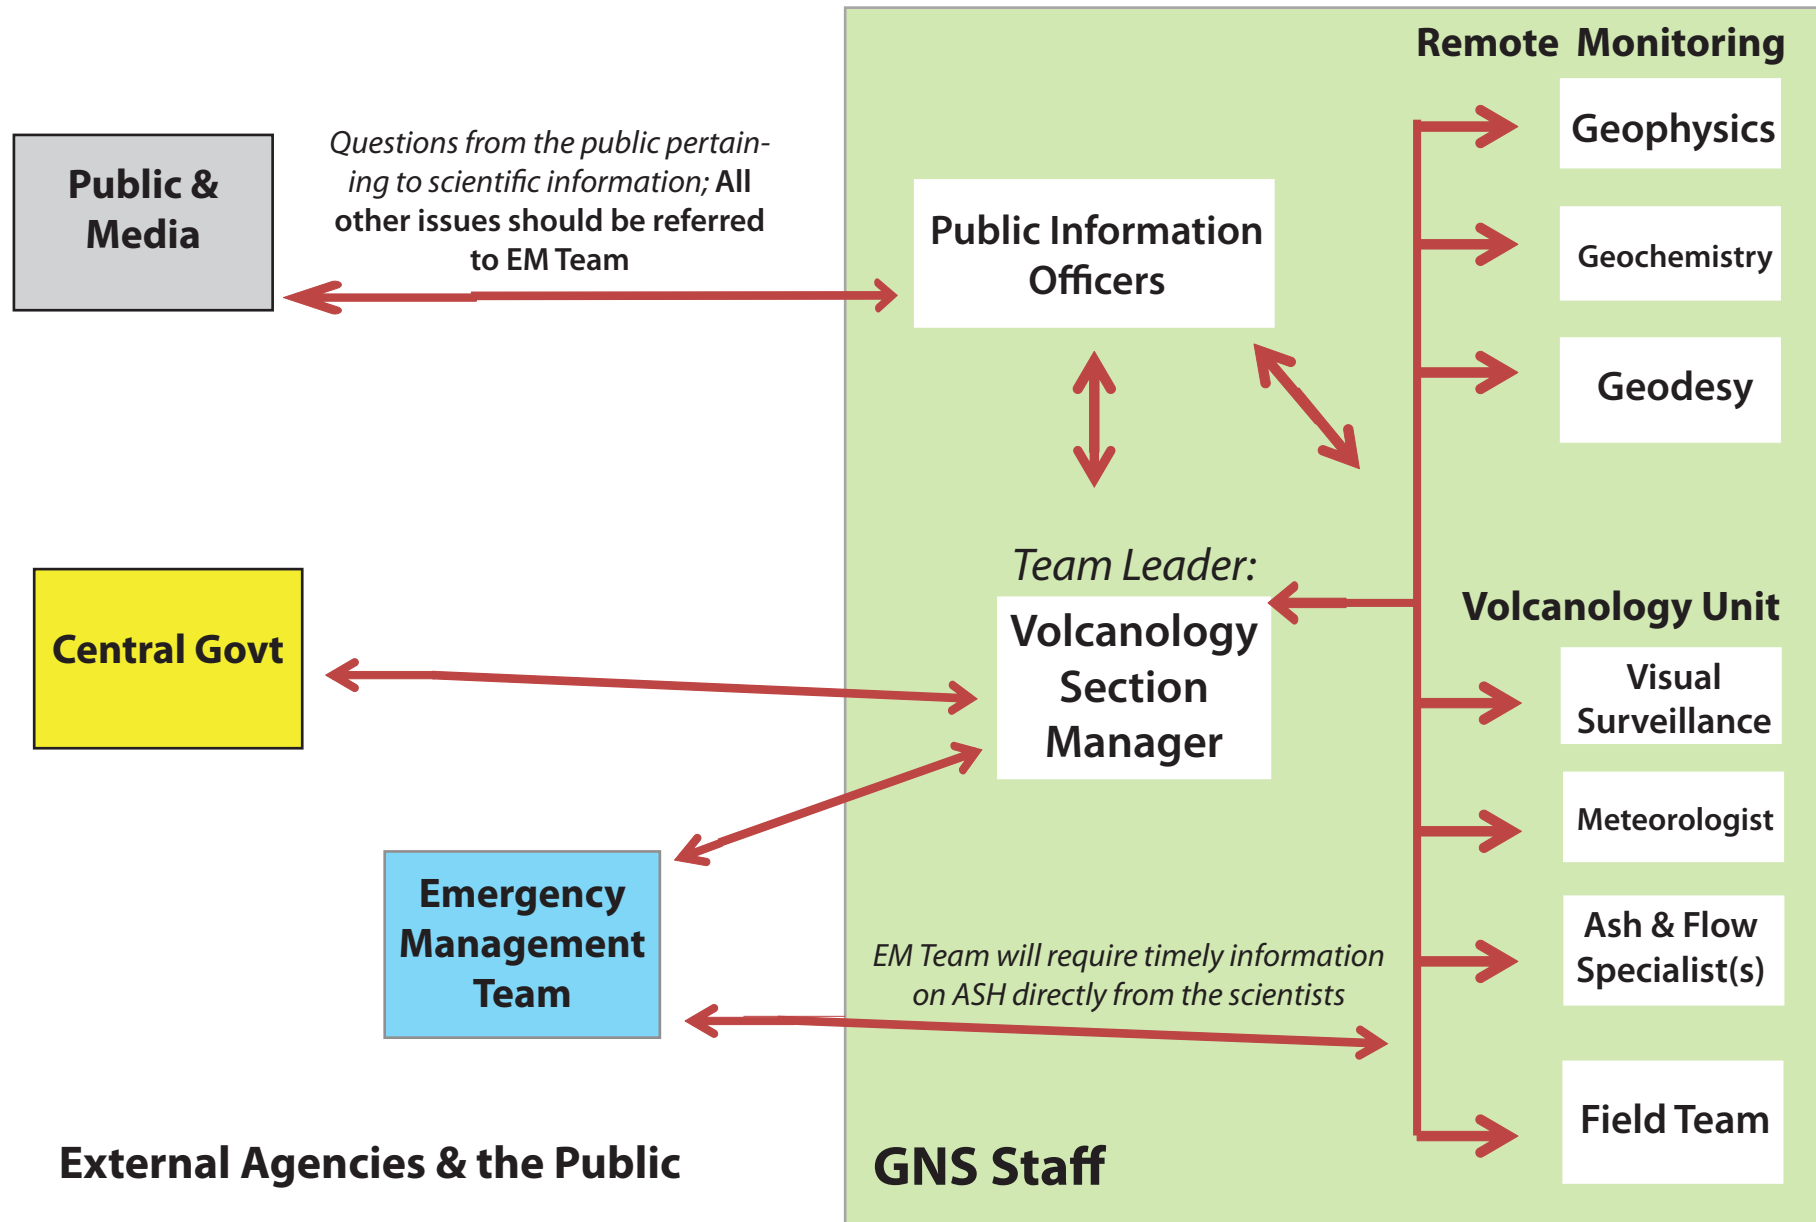 Remote Monitoring
Geophysics
Geochemistry
Geodesy
Public &
Media
Questions from the public pertain-
ing to scientific information; All
other issues should be referred
to EM Team
Public Information
Officers
Central Govt
Team Leader:
Volcanology
Section
Manager
Volcanology Unit
Visual
Surveillance
Meteorologist
Ash & Flow
Specialist(s)
Field Team
Emergency
Management
Team
EM Team will require timely information
on ASH directly from the scientists
External Agencies & the Public
GNS Staff